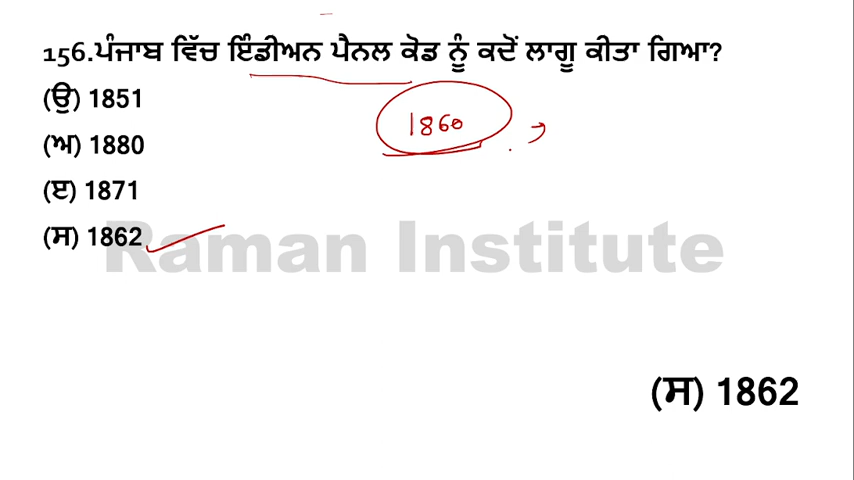 156.ਪੰਜਾਬ ਵਿੱਚ ਇੰਡੀਅਨ ਪੈਨਲ ਕੋਡ ਨੂੰ ਕਦੋਂ ਲਾਗੂ ਕੀਤਾ ਗਿਆ?
(ਉ) 1851
1860
(ਅ) 1880
(ੲ) 1871
(ਸ) 1862
Raman Institute
(ਸ) 1862